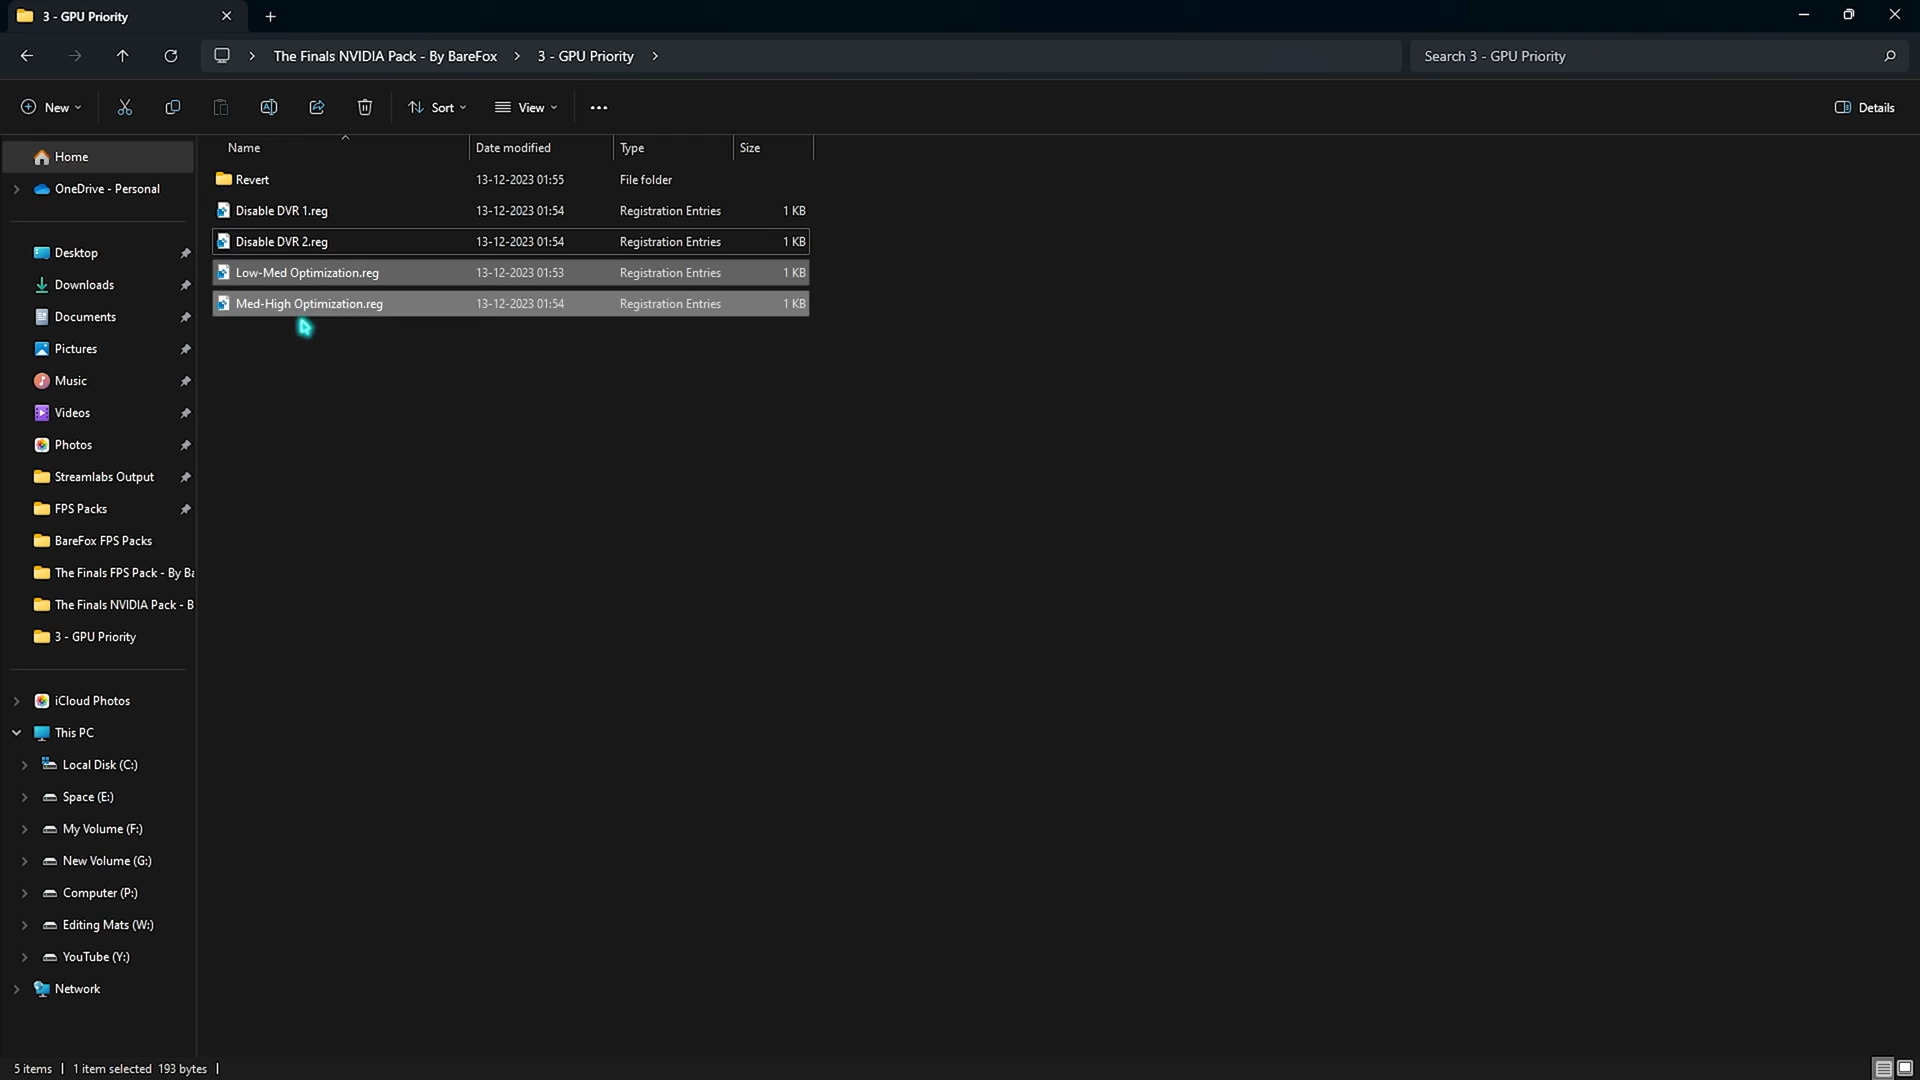 3 - GPU Priority
The Finals NVIDIA Pack - By BareFox > 3 - GPU Priority >
Search 3 - GPU Priority
New
Sort
View
Details
Name Date modified Type Size
Revert 13-12-2023 01:55 File folder
Disable DVR 1.reg 13-12-2023 01:54 Registration Entries 1 KB
Disable DVR 2.reg 13-12-2023 01:54 Registration Entries 1 KB
Low-Med Optimization.reg 13-12-2023 01:53 Registration Entries 1 KB
Med-High Optimization.reg 13-12-2023 01:54 Registration Entries 1 KB
Home
OneDrive - Personal
Desktop
Downloads
Documents
Pictures
Music
Videos
Photos
Streamlabs Output
FPS Packs
BareFox FPS Packs
The Finals FPS Pack - By Ba
The Finals NVIDIA Pack - B
3 - GPU Priority
iCloud Photos
This PC
Local Disk (C:)
Space (E:)
My Volume (F:)
New Volume (G:)
Computer (P:)
Editing Mats (W:)
YouTube (Y:)
Network
5 items | 1 item selected 193 bytes |